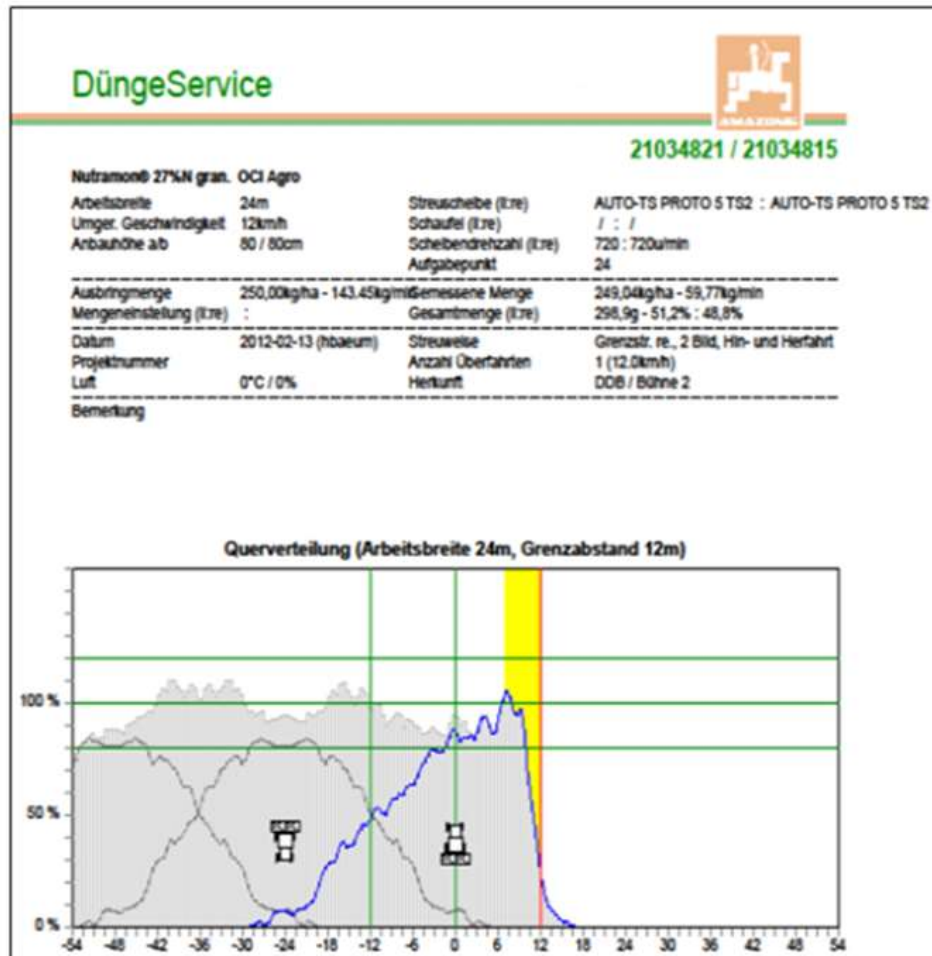 DüngeService
AMAZONE
21034821 / 21034815
Nutramon® 27%N gran. OCI Agro
Arbeitsbreite 24m Streuscheibe (li:re) AUTO-TS PROTO 5 TS2 : AUTO-TS PROTO 5 TS2
Umger. Geschwindigkeit 12km/h Schaufel (li:re) / : /
Anbauhöhe a/b 80 / 80cm Scheibendrehzahl (li:re) 720 : 720u/min
Aufgabepunkt 24
Ausbringmenge 250,00kg/ha - 143.45kg/min Gemessene Menge 249,04kg/ha - 59,77kg/min
Mengeneinstellung (li:re) : Gesamtmenge (li:re) 298,9g - 51,2% : 48,8%
Datum 2012-02-13 (hbaeum) Streuweise Grenzstr. re., 2 Bild, Hin- und Herfahrt
Projektnummer Anzahl Überfahrten 1 (12.0km/h)
Luft 0°C / 0% Herkunft DDB / Bühne 2
Bemerkung
Querverteilung (Arbeitsbreite 24m, Grenzabstand 12m)
100 %
50 %
0 %
-54 -48 -42 -36 -30 -24 -18 -12 -6 0 6 12 18 24 30 36 42 48 54